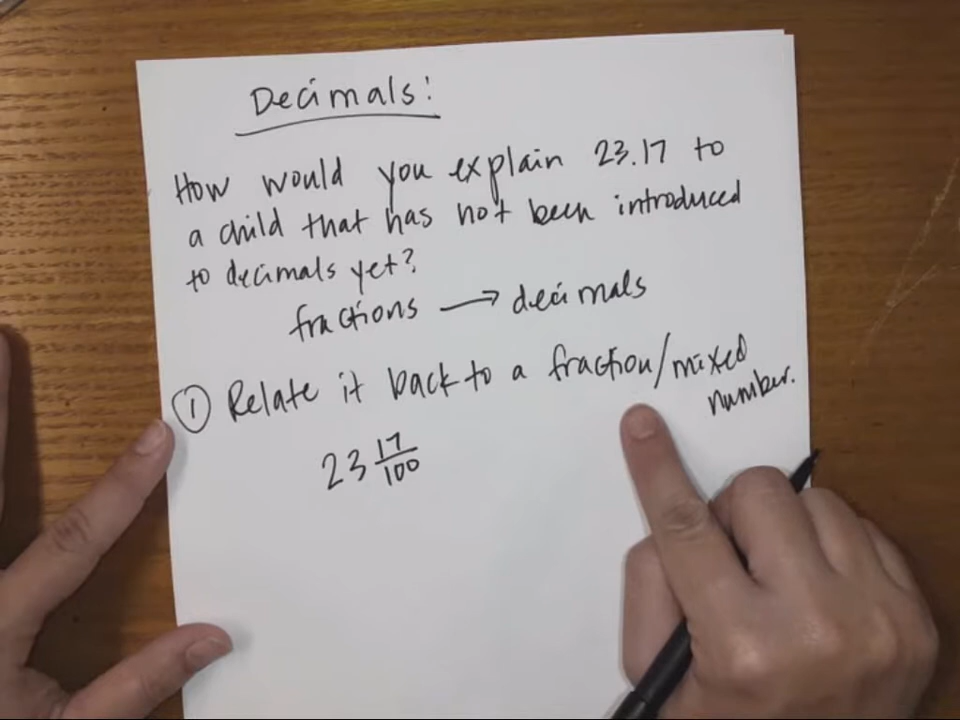 Decimals:
How would you explain 23.17 to
a child that has not been introduced
to decimals yet?
fractions → decimals
① Relate it back to a fraction/mixed
number.
23 17/100